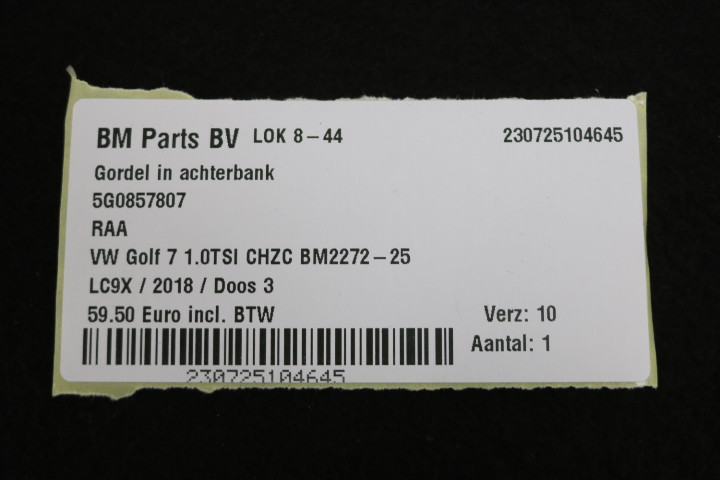 BM Parts BV LOK 8-44 230725104645
Gordel in achterbank
5G0857807
RAA
VW Golf 7 1.0TSI CHZC BM2272-25
LC9X / 2018 / Doos 3
59.50 Euro incl. BTW Verz: 10
Aantal: 1
230725104645